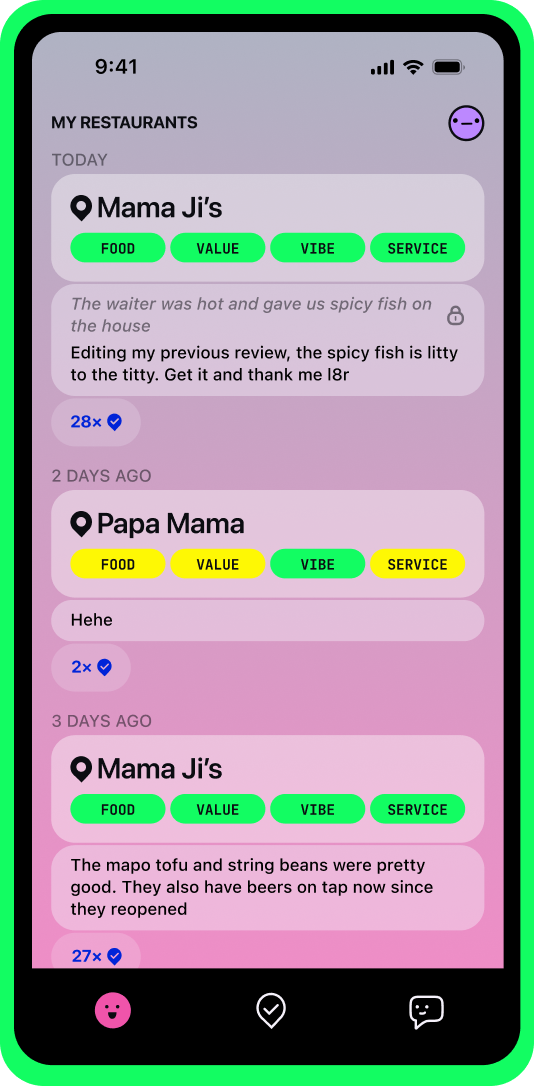 9:41
MY RESTAURANTS
TODAY
Mama Ji’s
FOOD VALUE VIBE SERVICE
The waiter was hot and gave us spicy fish on
the house
Editing my previous review, the spicy fish is litty
to the titty. Get it and thank me l8r
28×
2 DAYS AGO
Papa Mama
FOOD VALUE VIBE SERVICE
Hehe
2×
3 DAYS AGO
Mama Ji’s
FOOD VALUE VIBE SERVICE
The mapo tofu and string beans were pretty
good. They also have beers on tap now since
they reopened
27×